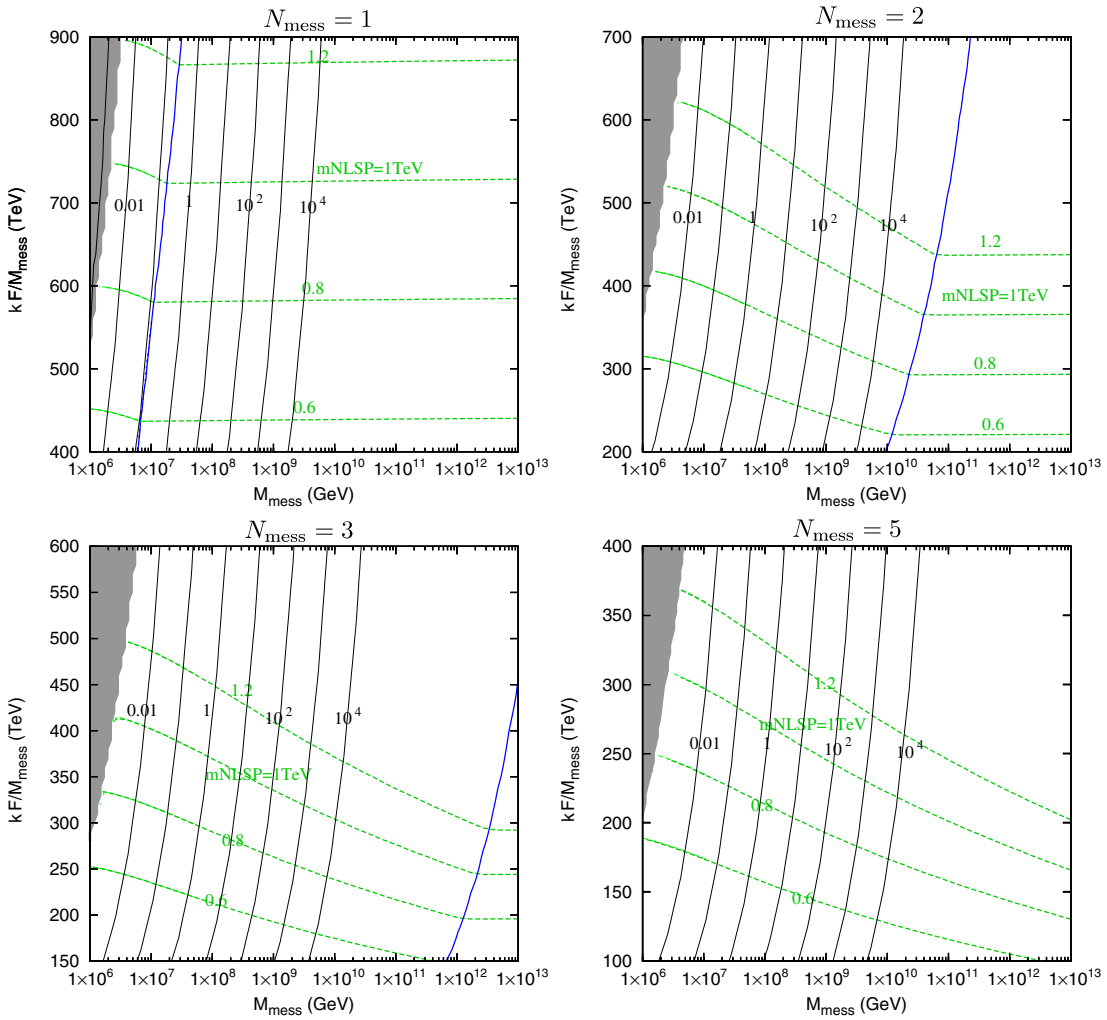 N_mess = 1
900
800
700
600
500
400
kF/M_mess (TeV)
1×10^6 1×10^7 1×10^8 1×10^9 1×10^10 1×10^11 1×10^12 1×10^13
M_mess (GeV)
1.2
mNLSP=1TeV
0.01 1 10^2 10^4
0.8
0.6
N_mess = 2
700
600
500
400
300
200
kF/M_mess (TeV)
1×10^6 1×10^7 1×10^8 1×10^9 1×10^10 1×10^11 1×10^12 1×10^13
M_mess (GeV)
0.01 1 10^2 10^4
1.2
mNLSP=1TeV
0.8
0.6
N_mess = 3
600
550
500
450
400
350
300
250
200
150
kF/M_mess (TeV)
1×10^6 1×10^7 1×10^8 1×10^9 1×10^10 1×10^11 1×10^12 1×10^13
M_mess (GeV)
1.2
0.01 1 10^2 10^4
mNLSP=1TeV
0.8
0.6
N_mess = 5
400
350
300
250
200
150
100
kF/M_mess (TeV)
1×10^6 1×10^7 1×10^8 1×10^9 1×10^10 1×10^11 1×10^12 1×10^13
M_mess (GeV)
1.2
mNLSP=1TeV
0.01 1 10^2 10^4
0.8
0.6